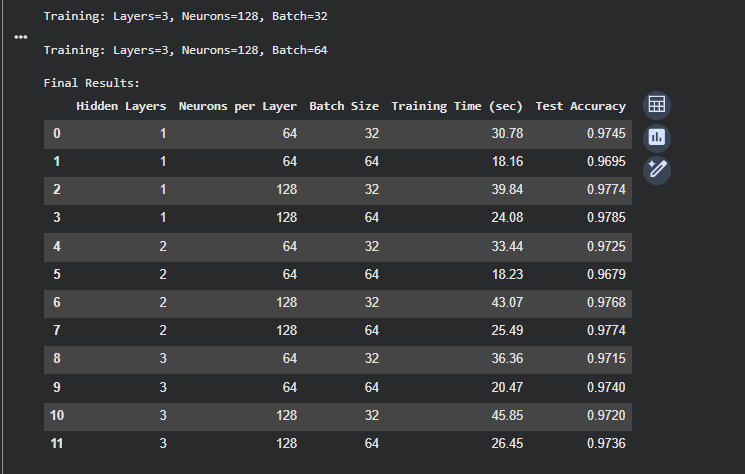 Training: Layers=3, Neurons=128, Batch=32
Training: Layers=3, Neurons=128, Batch=64
Final Results:
Hidden Layers Neurons per Layer Batch Size Training Time (sec) Test Accuracy
0 1 64 32 30.78 0.9745
1 1 64 64 18.16 0.9695
2 1 128 32 39.84 0.9774
3 1 128 64 24.08 0.9785
4 2 64 32 33.44 0.9725
5 2 64 64 18.23 0.9679
6 2 128 32 43.07 0.9768
7 2 128 64 25.49 0.9774
8 3 64 32 36.36 0.9715
9 3 64 64 20.47 0.9740
10 3 128 32 45.85 0.9720
11 3 128 64 26.45 0.9736